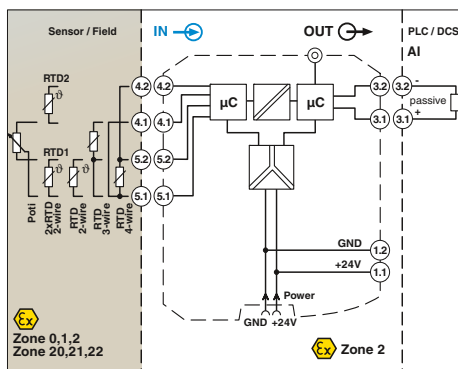 Sensor / Field
IN
OUT
PLC / DCS
AI
RTD2
ϑ
4.2
4.2
µC
µC
3.2
3.2
-
passive
+
4.1
4.1
3.1
3.1
RTD1
ϑ
ϑ
5.2
5.2
5.1
5.1
Poti
2xRTD
2-wire
RTD
2-wire
RTD
3-wire
RTD
4-wire
GND
1.2
+24V
1.1
Power
GND +24V
Ex
Zone 0,1,2
Zone 20,21,22
Ex
Zone 2